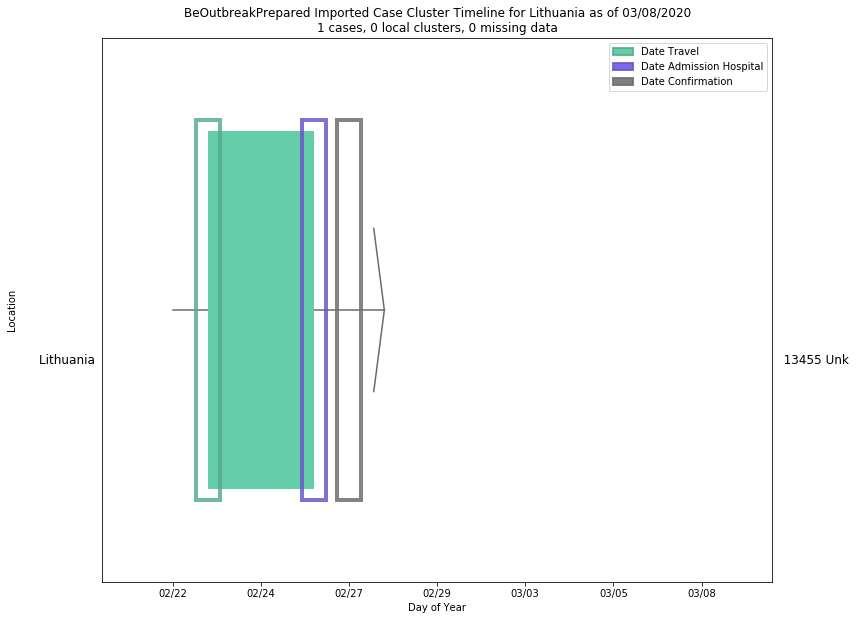 BeOutbreakPrepared Imported Case Cluster Timeline for Lithuania as of 03/08/2020
1 cases, 0 local clusters, 0 missing data
Date Travel
Date Admission Hospital
Date Confirmation
Location
Lithuania
13455 Unk
02/22 02/24 02/27 02/29 03/03 03/05 03/08
Day of Year